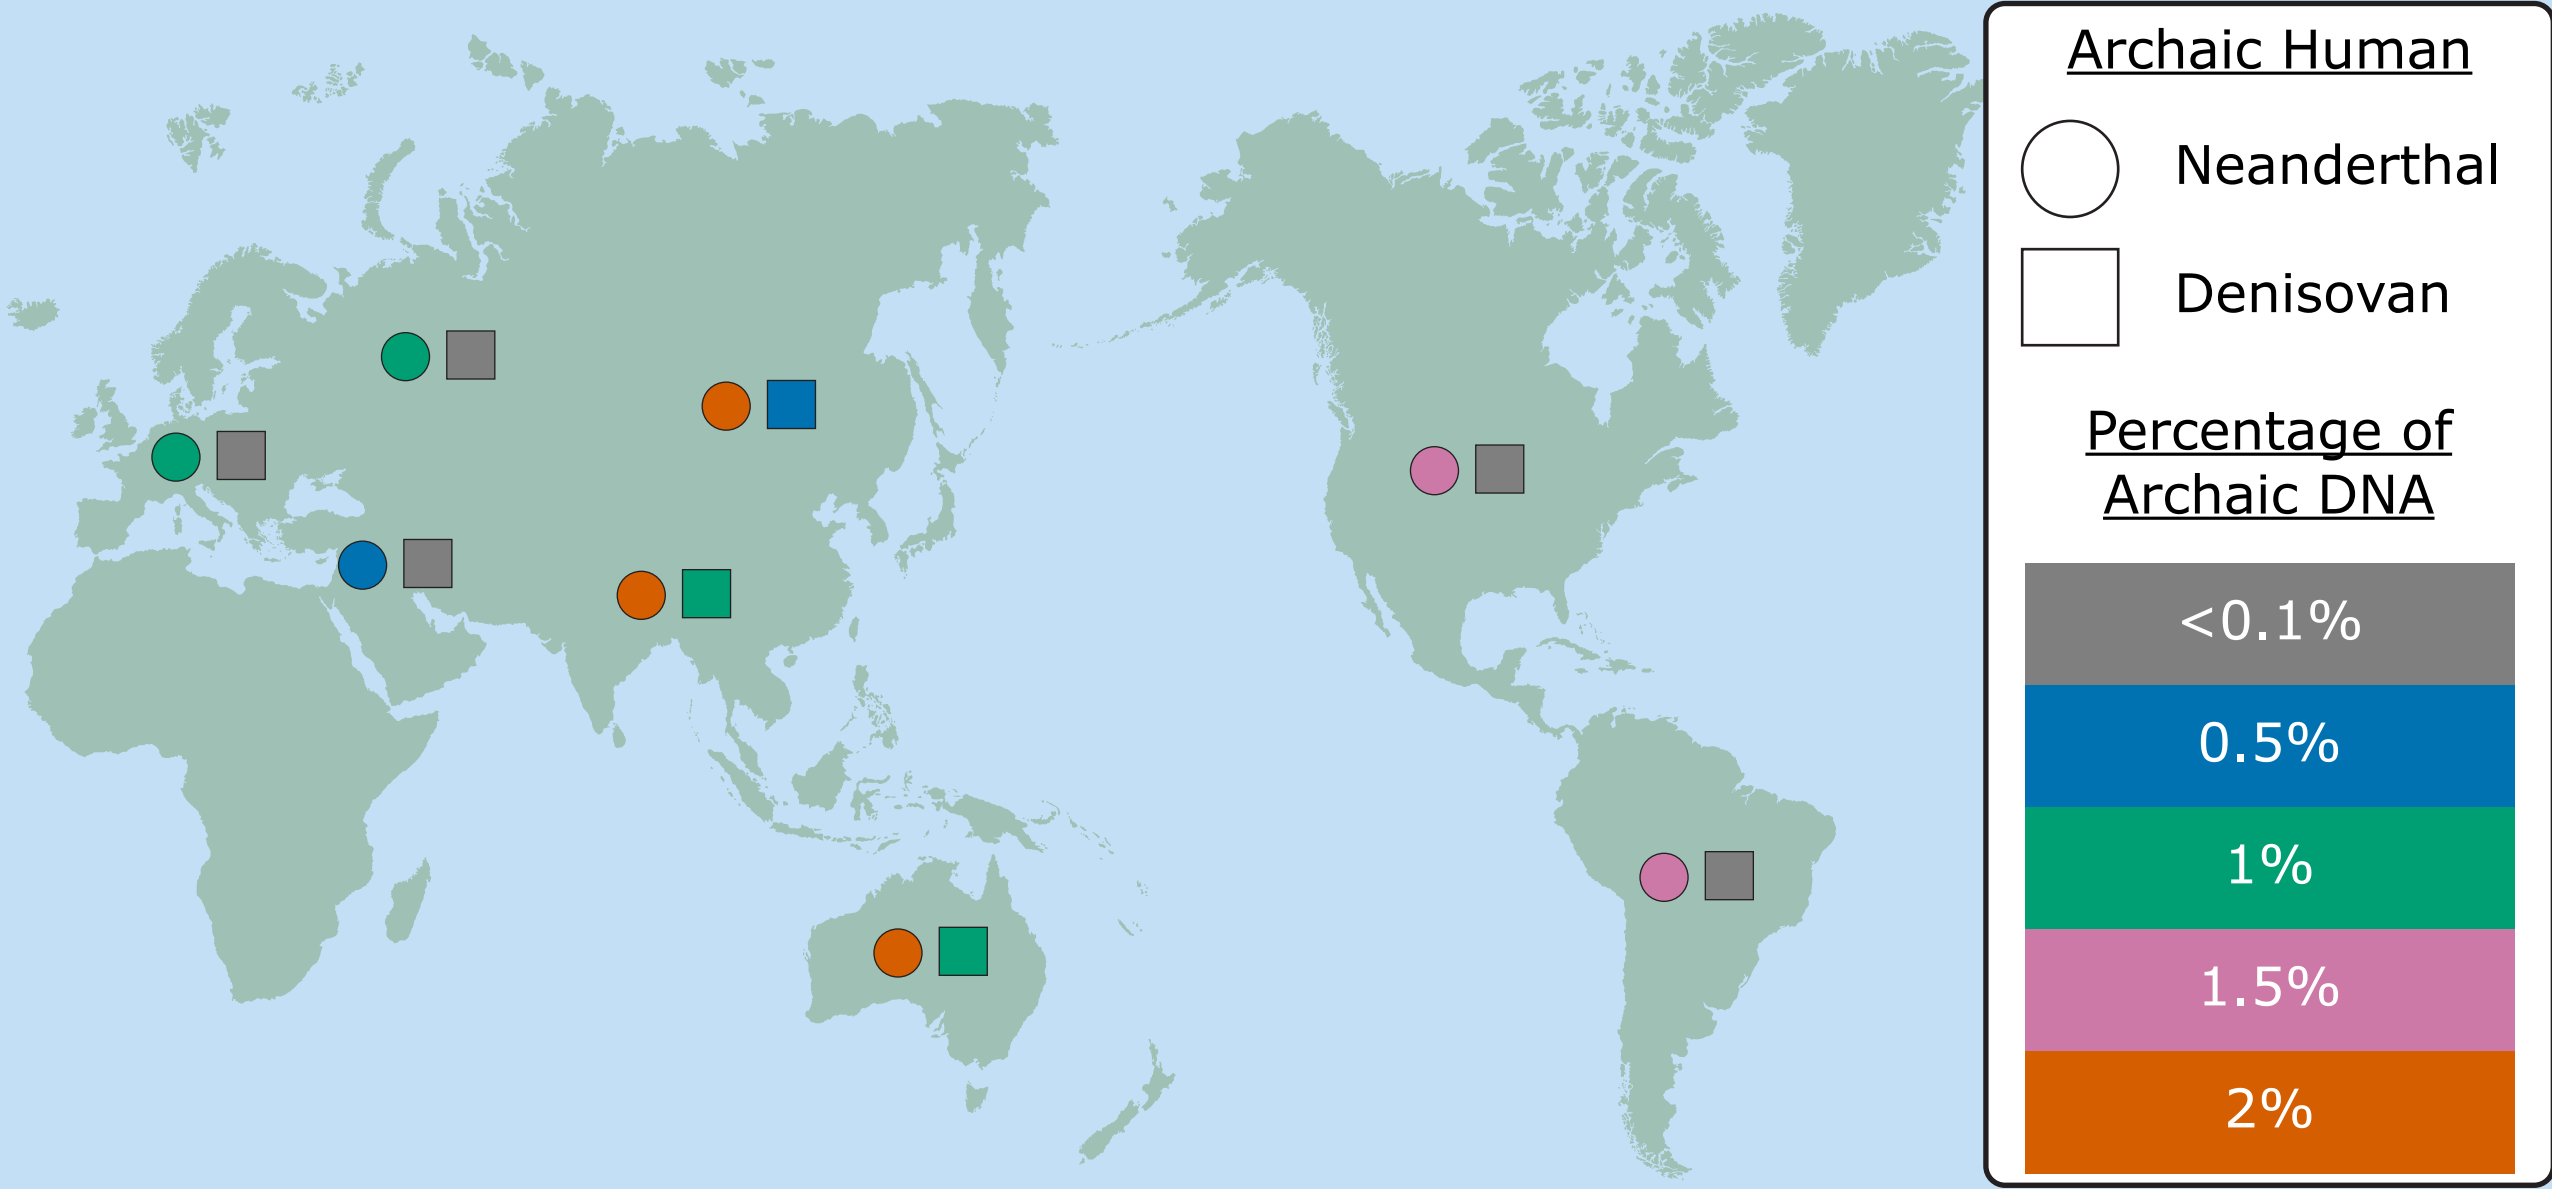 Archaic Human
Neanderthal
Denisovan
Percentage of
Archaic DNA
<0.1%
0.5%
1%
1.5%
2%